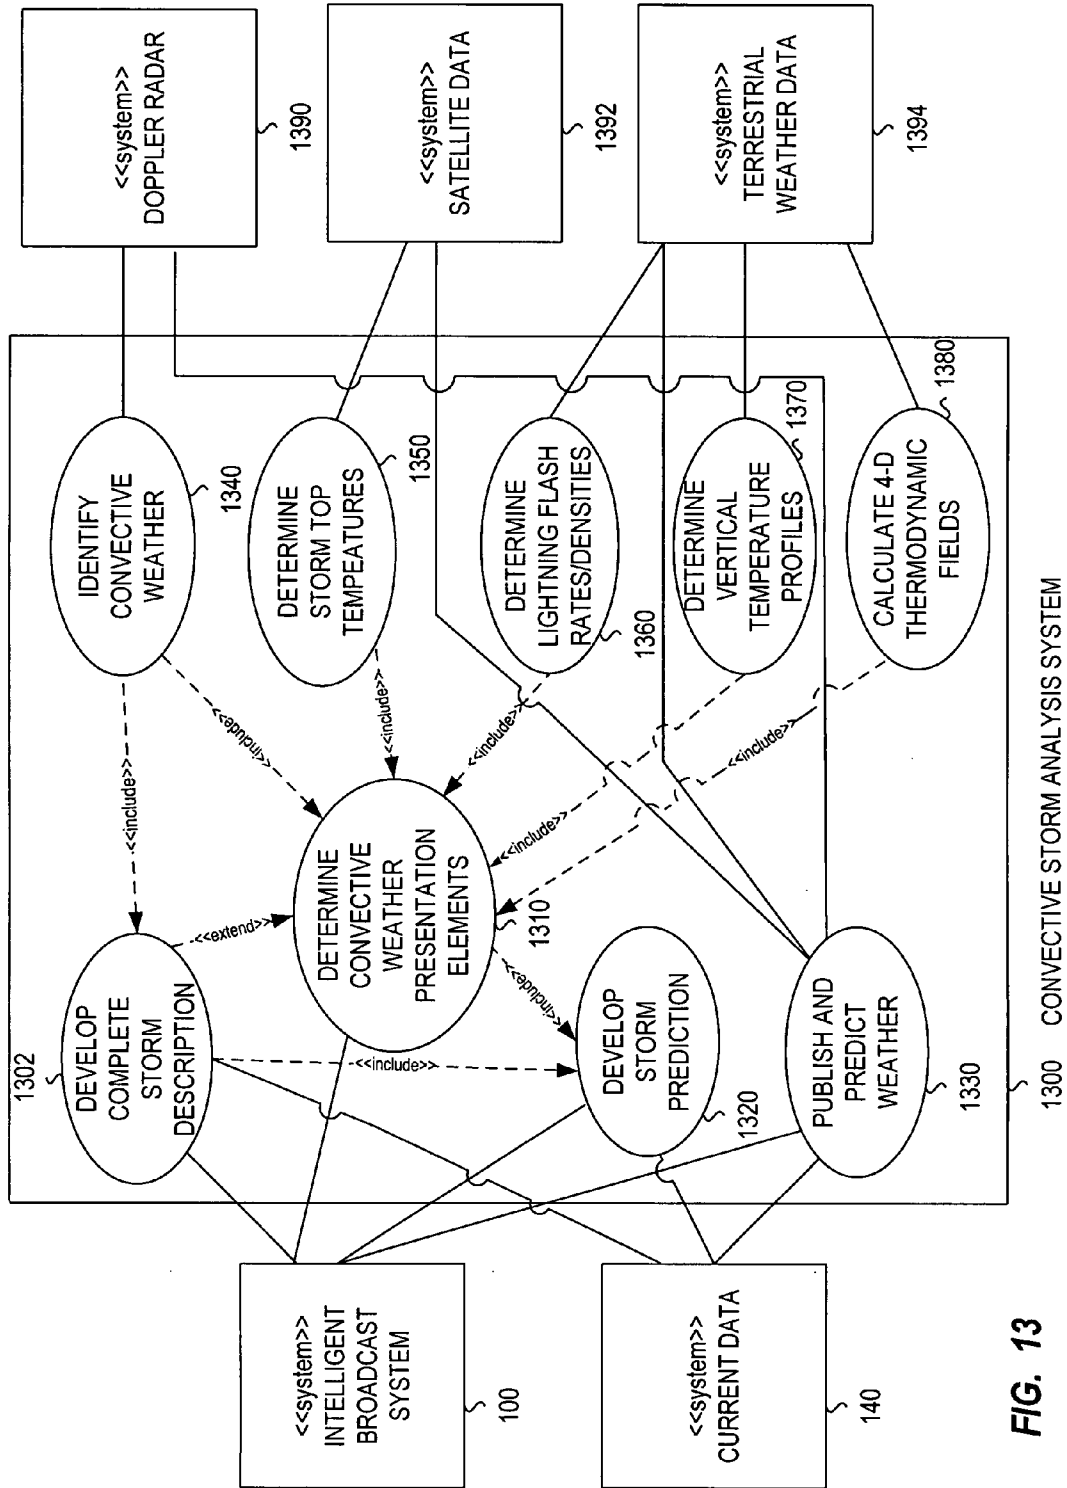 <<system>>
INTELLIGENT
BROADCAST
SYSTEM
100
<<system>>
CURRENT DATA
140
1302
DEVELOP
COMPLETE
STORM
DESCRIPTION
<<extend>>
<<include>>
<<include>>
DETERMINE
CONVECTIVE
WEATHER
PRESENTATION
ELEMENTS
1310
<<include>>
DEVELOP
STORM
PREDICTION
1320
PUBLISH AND
PREDICT
WEATHER
1330
IDENTIFY
CONVECTIVE
WEATHER
1340
<<include>>
DETERMINE
STORM TOP
TEMPEATURES
1350
<<include>>
DETERMINE
LIGHTNING FLASH
RATES/DENSITIES
1360
<<include>>
DETERMINE
VERTICAL
TEMPERATURE
PROFILES
1370
<<include>>
CALCULATE 4-D
THERMODYNAMIC
FIELDS
1380
<<include>>
<<system>>
DOPPLER RADAR
1390
<<system>>
SATELLITE DATA
1392
<<system>>
TERRESTRIAL
WEATHER DATA
1394
1300 CONVECTIVE STORM ANALYSIS SYSTEM
FIG. 13